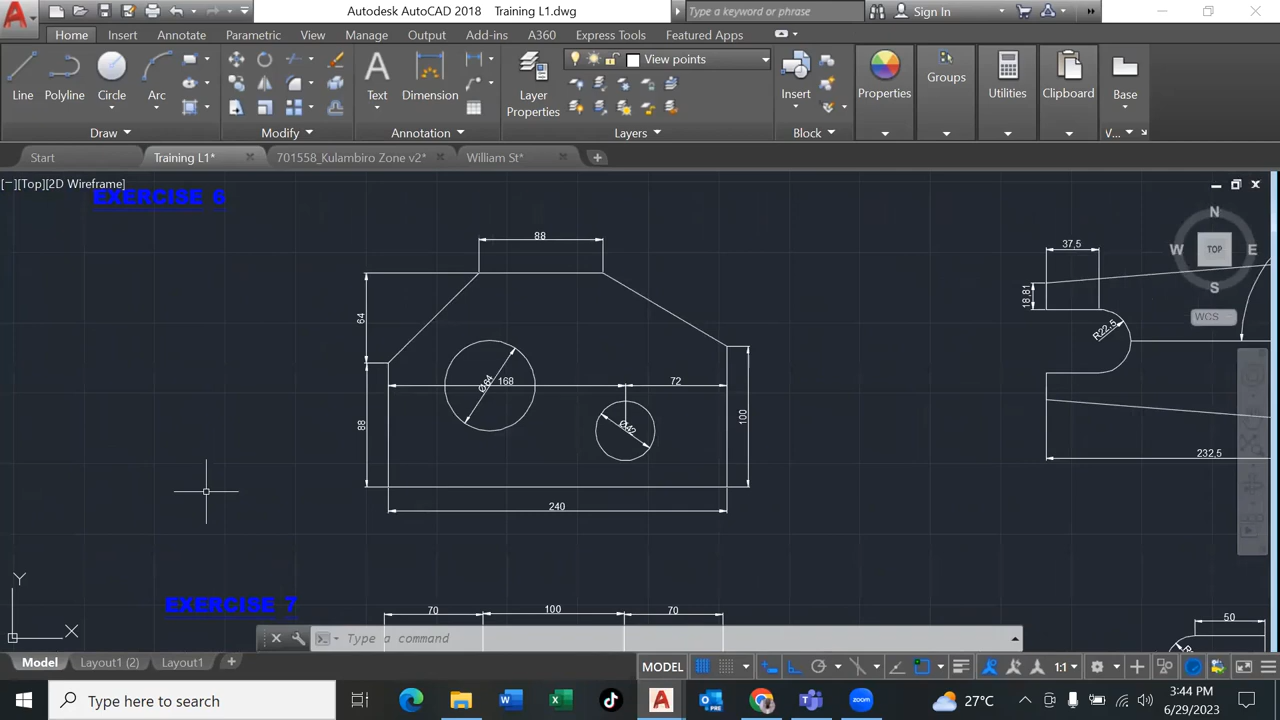 Autodesk AutoCAD 2018 Training L1.dwg
Type a keyword or phrase
Sign In
Home Insert Annotate Parametric View Manage Output Add-ins A360 Express Tools Featured Apps
View points
Line Polyline Circle Arc Text Dimension Layer Properties Insert Properties Groups Utilities Clipboard Base
Draw Modify Annotation Layers Block V...
Start Training L1* 701558_Kulambiro Zone v2* William St*
[−][Top][2D Wireframe]
EXERCISE 6
N
W TOP E
S
WCS
88
64
Ø64
168
72
Ø42
88
100
240
37,5
18,81
R22,5
232,5
EXERCISE 7
70 100 70
50
Y
X
Type a command
Model Layout1 (2) Layout1
MODEL
1:1
Type here to search
27°C
3:44 PM
6/29/2023